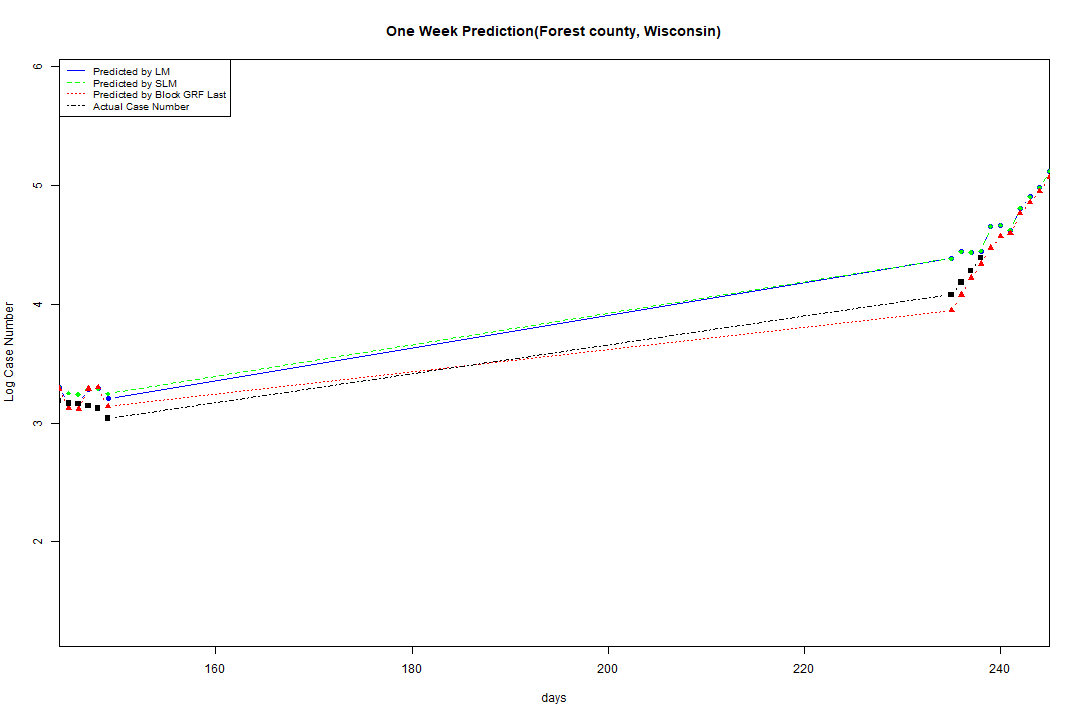 One Week Prediction(Forest county, Wisconsin)
Predicted by LM
Predicted by SLM
Predicted by Block GRF Last
Actual Case Number
6
5
4
3
2
Log Case Number
160 180 200 220 240
days